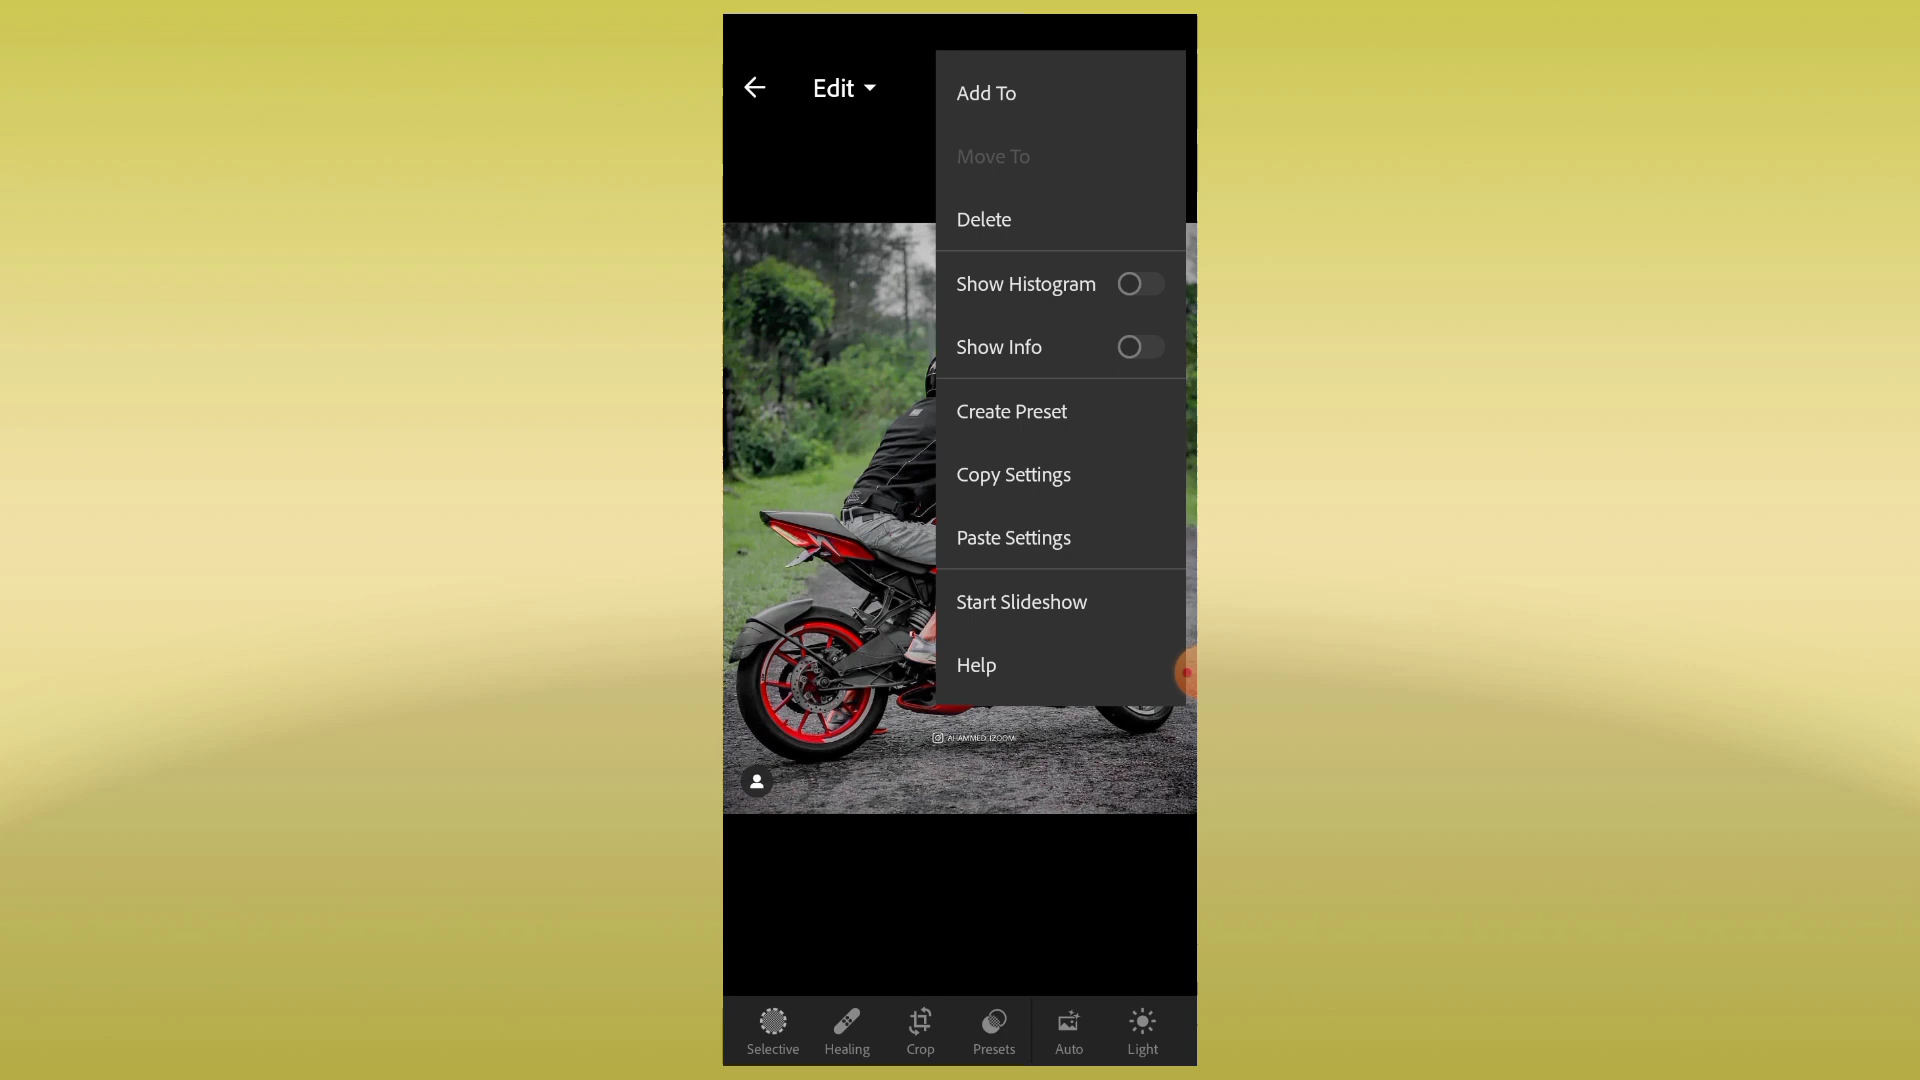 Edit
Add To
Move To
Delete
Show Histogram
Show Info
Create Preset
Copy Settings
Paste Settings
Start Slideshow
Help
AHAMMED_IZOOM
Selective
Healing
Crop
Presets
Auto
Light